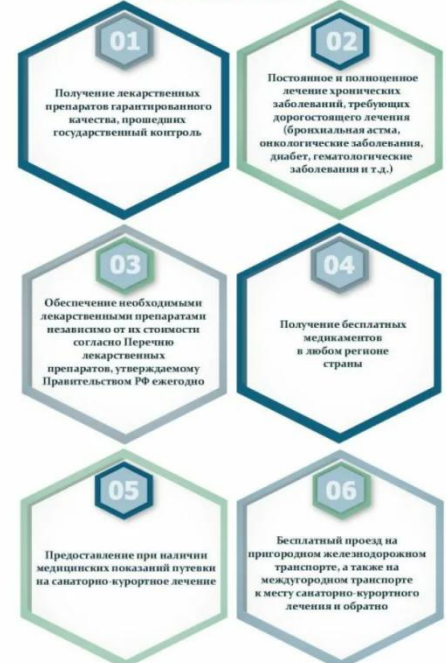 01
Получение лекарственных
препаратов гарантированного
качества, прошедших
государственный контроль
02
Постоянное и полноценное
лечение хронических
заболеваний, требующих
дорогостоящего лечения
(бронхиальная астма,
онкологические заболевания,
диабет, гематологические
заболевания и т.д.)
03
Обеспечение необходимыми
лекарственными препаратами
независимо от их стоимости
согласно Перечню
лекарственных
препаратов, утверждаемому
Правительством РФ ежегодно
04
Получение бесплатных
медикаментов
в любом регионе
страны
05
Предоставление при наличии
медицинских показаний путевки
на санаторно-курортное лечение
06
Бесплатный проезд на
пригородном железнодорожном
транспорте, а также на
междугородном транспорте
к месту санаторно-курортного
лечения и обратно